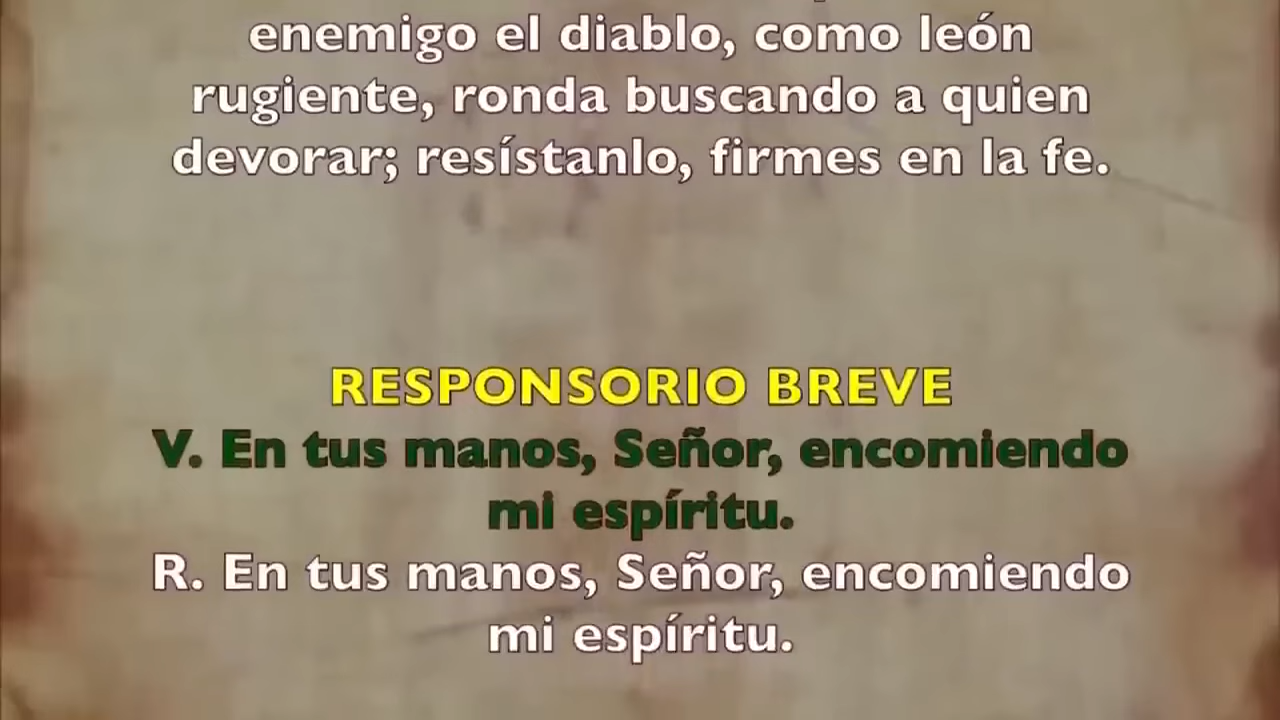 enemigo el diablo, como león
rugiente, ronda buscando a quien
devorar; resístanlo, firmes en la fe.
RESPONSORIO BREVE
V. En tus manos, Señor, encomiendo
mi espíritu.
R. En tus manos, Señor, encomiendo
mi espíritu.